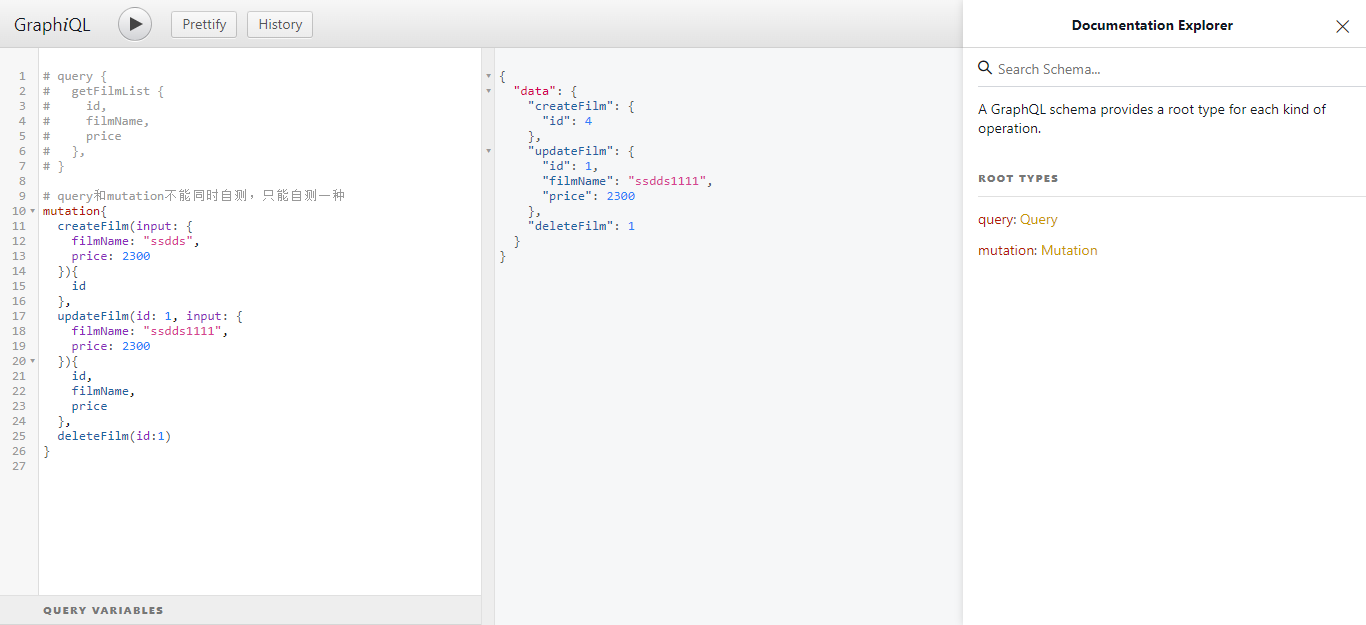 GraphiQL
Prettify
History
1 # query {
2 #   getFilmList {
3 #     id,
4 #     filmName,
5 #     price
6 #   },
7 # }
8
9 # query和mutation不能同时自测，只能自测一种
10 mutation{
11   createFilm(input: {
12     filmName: "ssdds",
13     price: 2300
14   }){
15     id
16   },
17   updateFilm(id: 1, input: {
18     filmName: "ssdds1111",
19     price: 2300
20   }){
21     id,
22     filmName,
23     price
24   },
25   deleteFilm(id:1)
26 }
27
QUERY VARIABLES
{
  "data": {
    "createFilm": {
      "id": 4
    },
    "updateFilm": {
      "id": 1,
      "filmName": "ssdds1111",
      "price": 2300
    },
    "deleteFilm": 1
  }
}
Documentation Explorer
Search Schema...
A GraphQL schema provides a root type for each kind of
operation.
ROOT TYPES
query: Query
mutation: Mutation